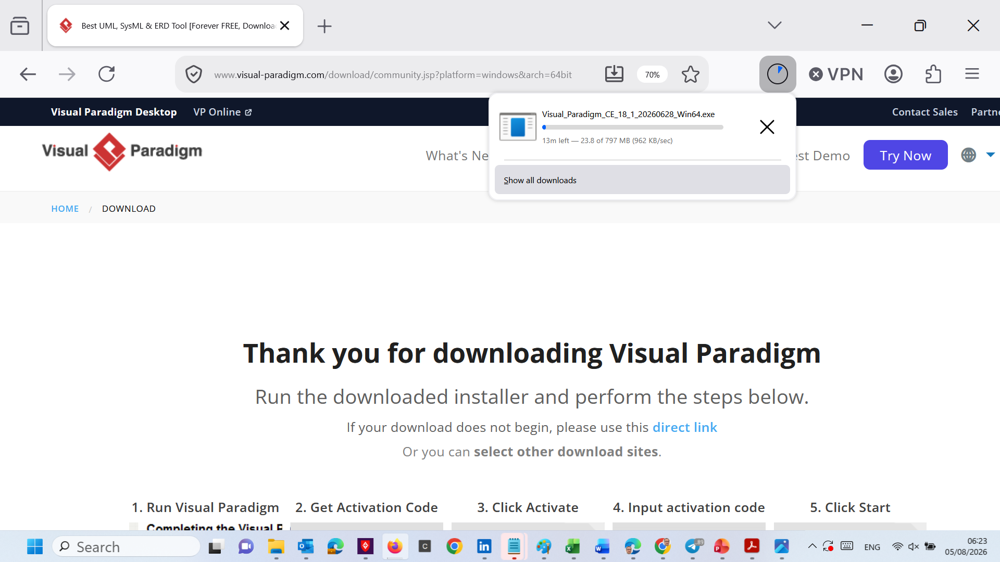 Best UML, SysML & ERD Tool [Forever FREE, Downloa
www.visual-paradigm.com/download/community.jsp?platform=windows&arch=64bit
70%
VPN
Visual Paradigm Desktop
VP Online
Contact Sales
Partn
Visual_Paradigm_CE_18_1_20260628_Win64.exe
13m left — 23.8 of 797 MB (962 KB/sec)
Show all downloads
Visual Paradigm
What's Ne
st Demo
Try Now
HOME / DOWNLOAD
Thank you for downloading Visual Paradigm
Run the downloaded installer and perform the steps below.
If your download does not begin, please use this direct link
Or you can select other download sites.
1. Run Visual Paradigm
2. Get Activation Code
3. Click Activate
4. Input activation code
5. Click Start
Completing the Visual P
Search
89
ENG
06:23
05/08/2026